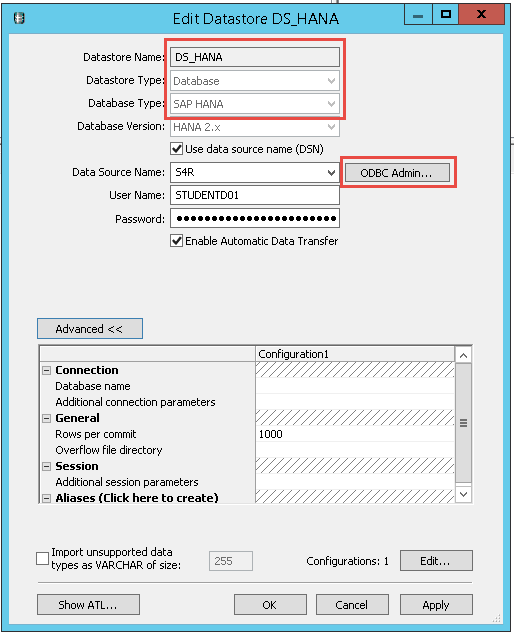 Edit Datastore DS_HANA
Datastore Name: DS_HANA
Datastore Type: Database
Database Type: SAP HANA
Database Version: HANA 2.x
Use data source name (DSN)
Data Source Name: S4R ODBC Admin...
User Name: STUDENTD01
Password: ●●●●●●●●●●●●●●●●●●●●●●●
Enable Automatic Data Transfer
Advanced <<
Configuration1
Connection
Database name
Additional connection parameters
General
Rows per commit 1000
Overflow file directory
Session
Additional session parameters
Aliases (Click here to create)
Import unsupported data
types as VARCHAR of size: 255 Configurations: 1 Edit...
Show ATL... OK Cancel Apply